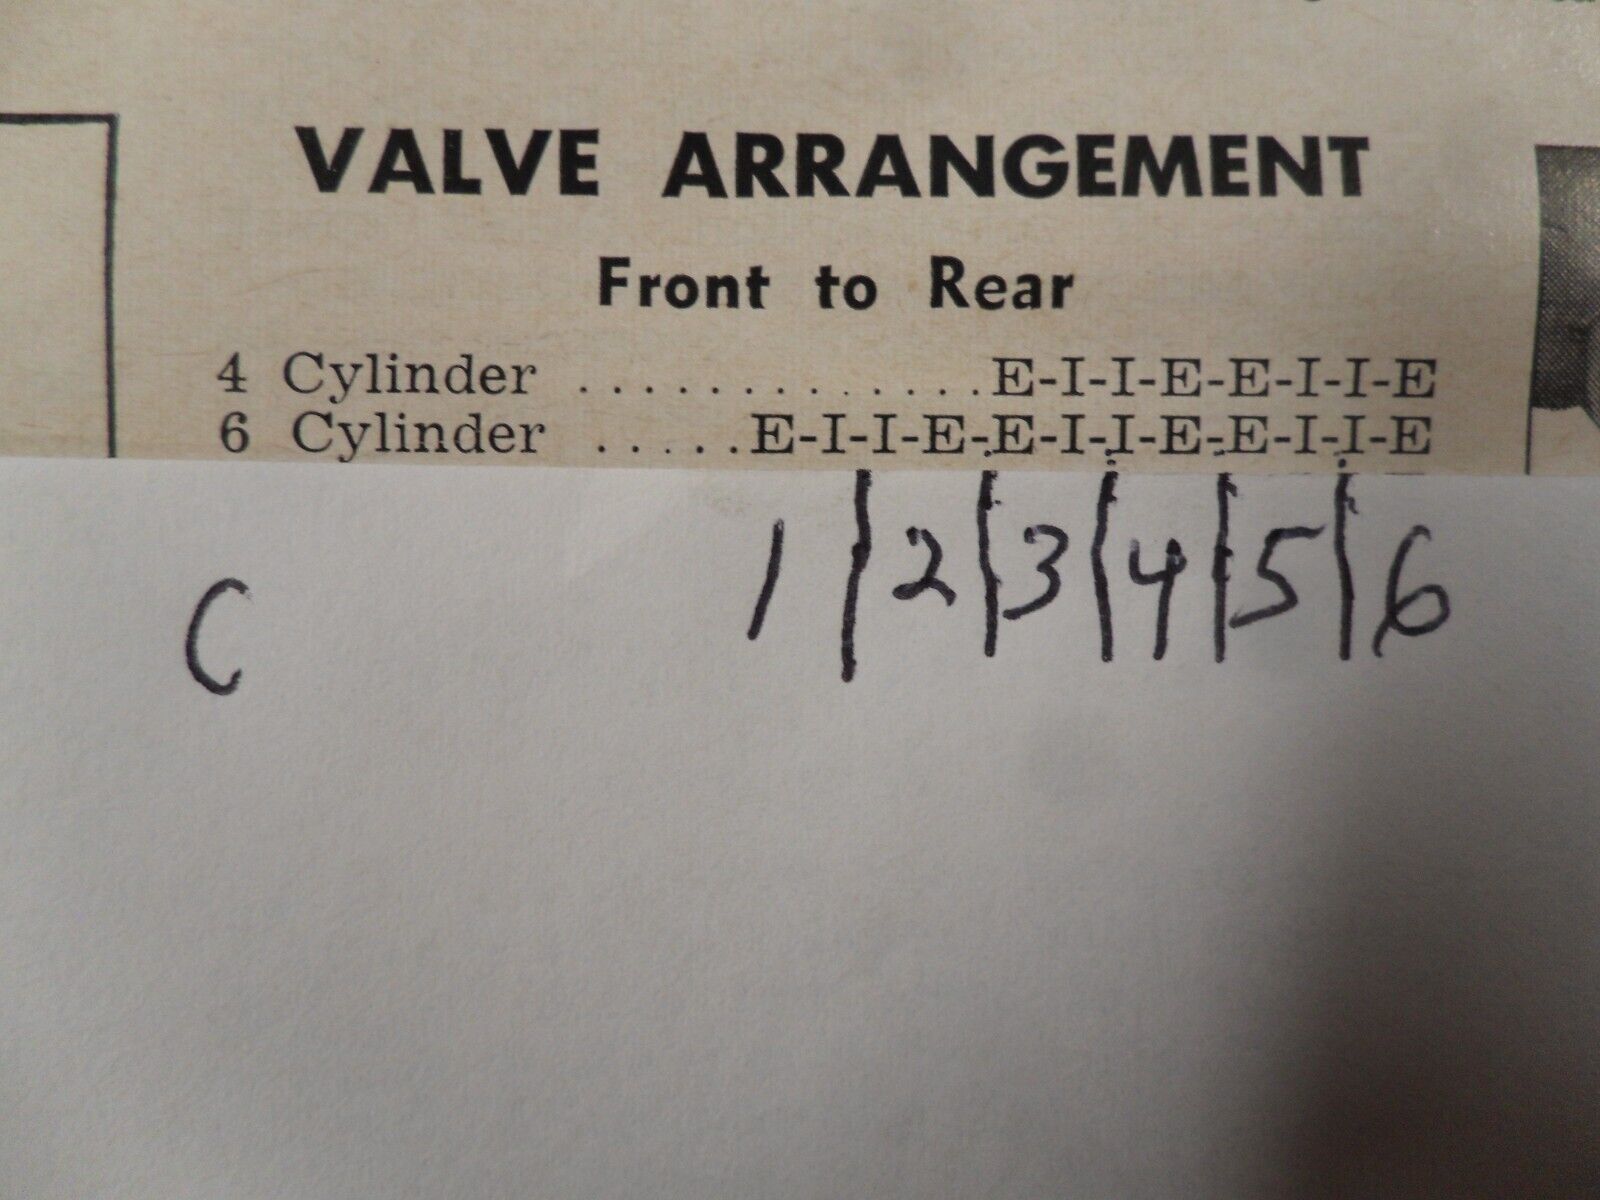 VALVE ARRANGEMENT
Front to Rear
4 Cylinder .............E-I-I-E-E-I-I-E
6 Cylinder .....E-I-I-E-E-I-I-E-E-I-I-E
C 1 | 2 | 3 | 4 | 5 | 6